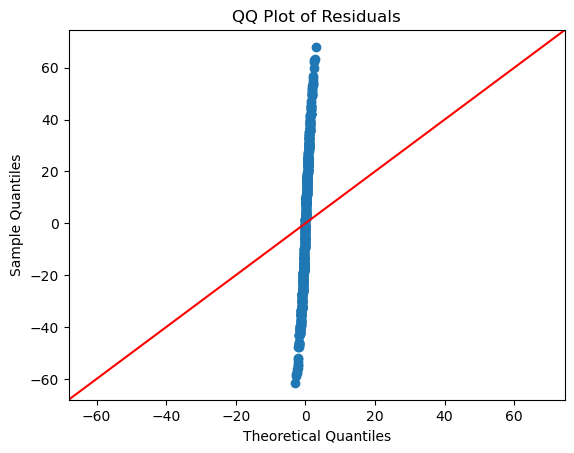 QQ Plot of Residuals
60
40
20
0
−20
−40
−60
Sample Quantiles
−60 −40 −20 0 20 40 60
Theoretical Quantiles